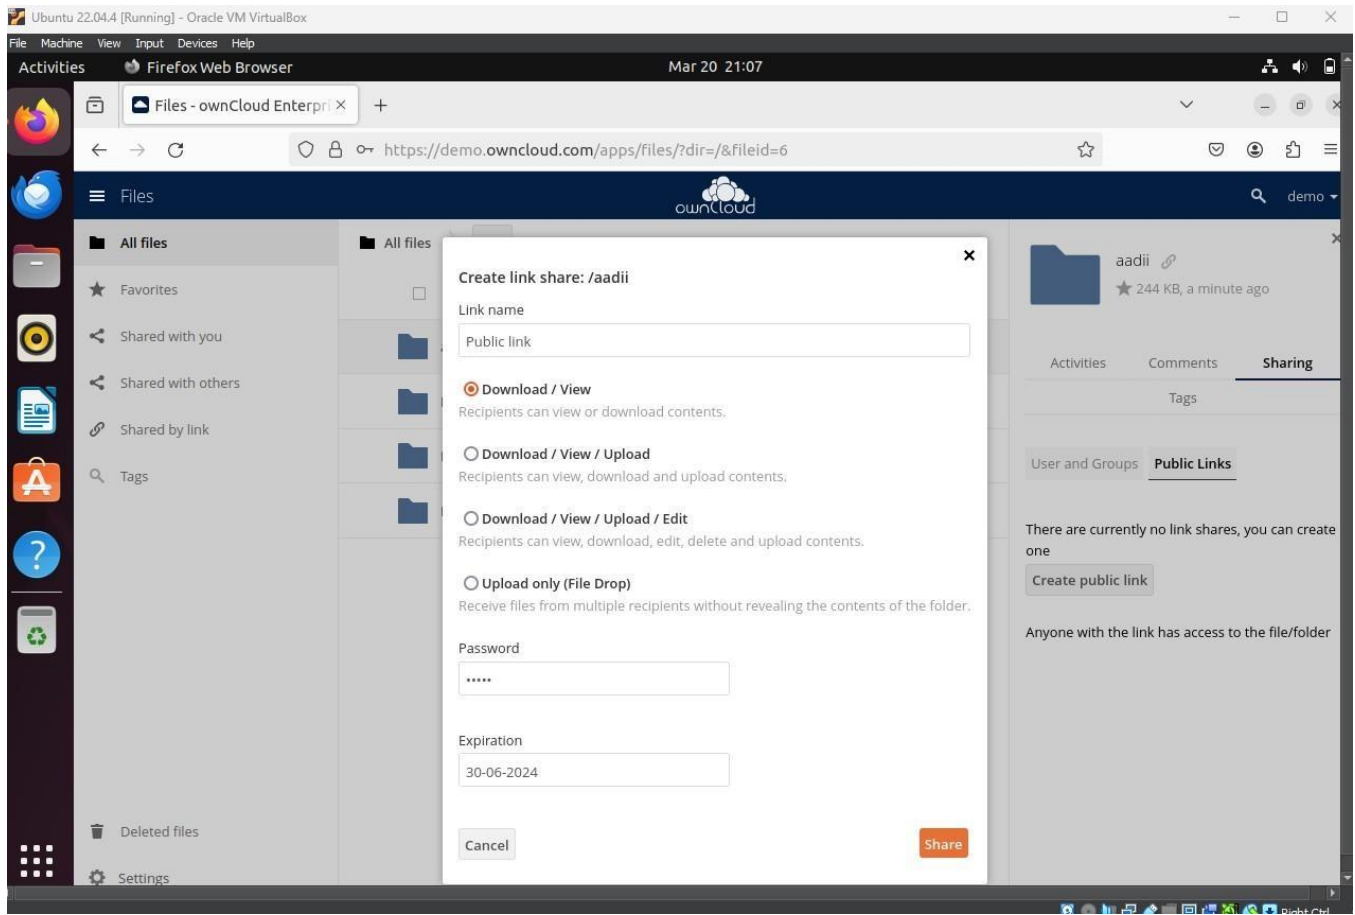 Ubuntu 22.04.4 [Running] - Oracle VM VirtualBox
File Machine View Input Devices Help
Activities Firefox Web Browser Mar 20 21:07
Files - ownCloud Enterpri
https://demo.owncloud.com/apps/files/?dir=/&fileid=6
Files ownCloud demo
All files
Favorites
Shared with you
Shared with others
Shared by link
Tags
Deleted files
Settings
All files
Create link share: /aadii
Link name
Public link
Download / View
Recipients can view or download contents.
Download / View / Upload
Recipients can view, download and upload contents.
Download / View / Upload / Edit
Recipients can view, download, edit, delete and upload contents.
Upload only (File Drop)
Receive files from multiple recipients without revealing the contents of the folder.
Password
•••••
Expiration
30-06-2024
Cancel Share
aadii
244 KB, a minute ago
Activities Comments Sharing
Tags
User and Groups Public Links
There are currently no link shares, you can create
one
Create public link
Anyone with the link has access to the file/folder
Right Ctrl